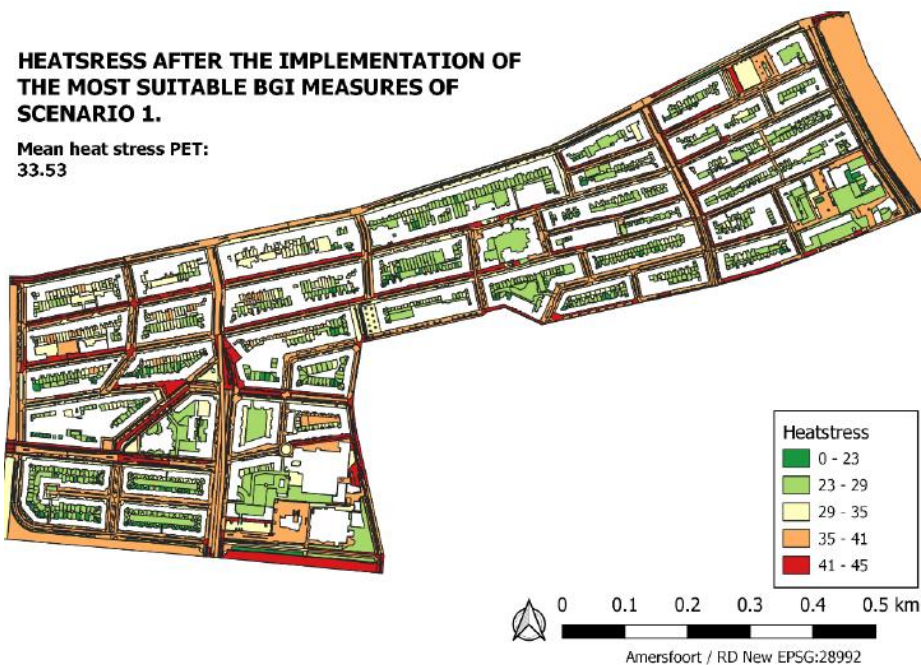 HEATSRESS AFTER THE IMPLEMENTATION OF
THE MOST SUITABLE BGI MEASURES OF
SCENARIO 1.
Mean heat stress PET:
33.53
Heatstress
0 - 23
23 - 29
29 - 35
35 - 41
41 - 45
0 0.1 0.2 0.3 0.4 0.5 km
Amersfoort / RD New EPSG:28992